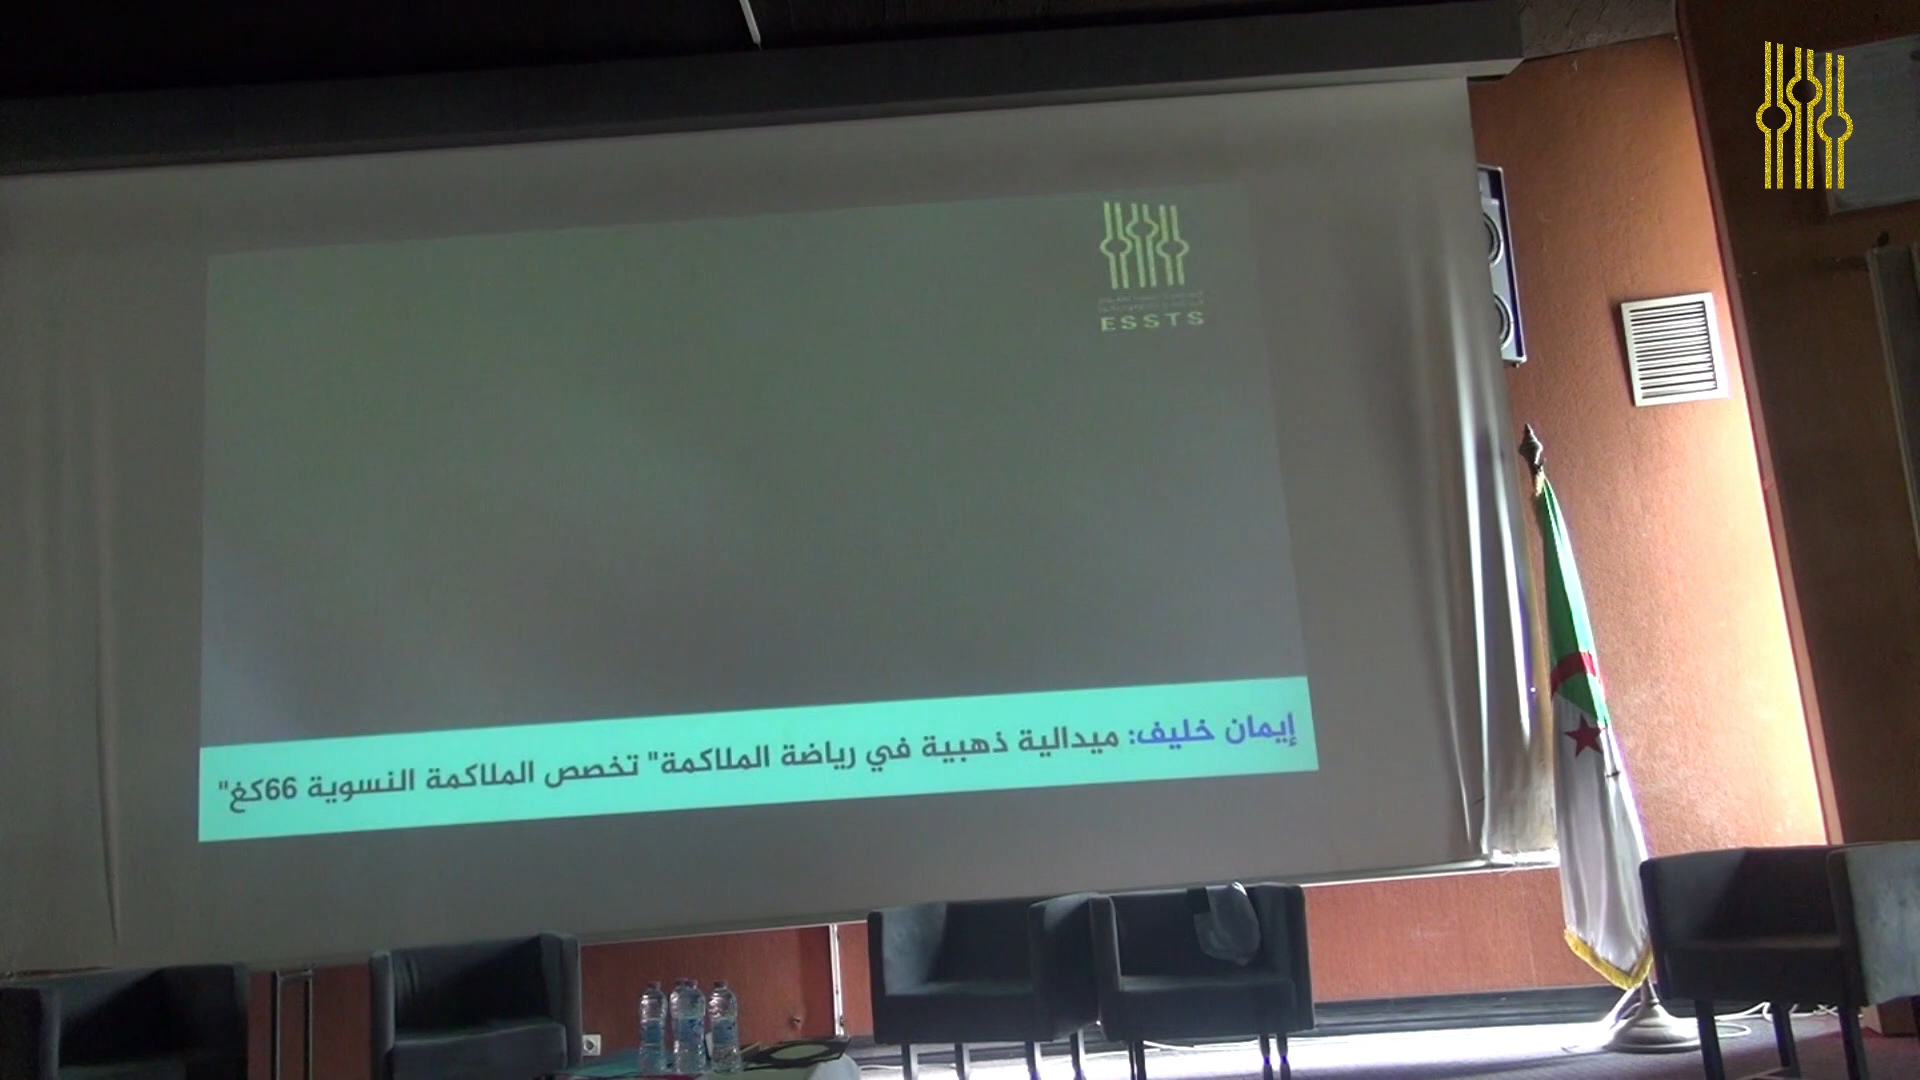 ESSTS
إيمان خليف: ميدالية ذهبية في رياضة الملاكمة" تخصص الملاكمة النسوية 66كغ"